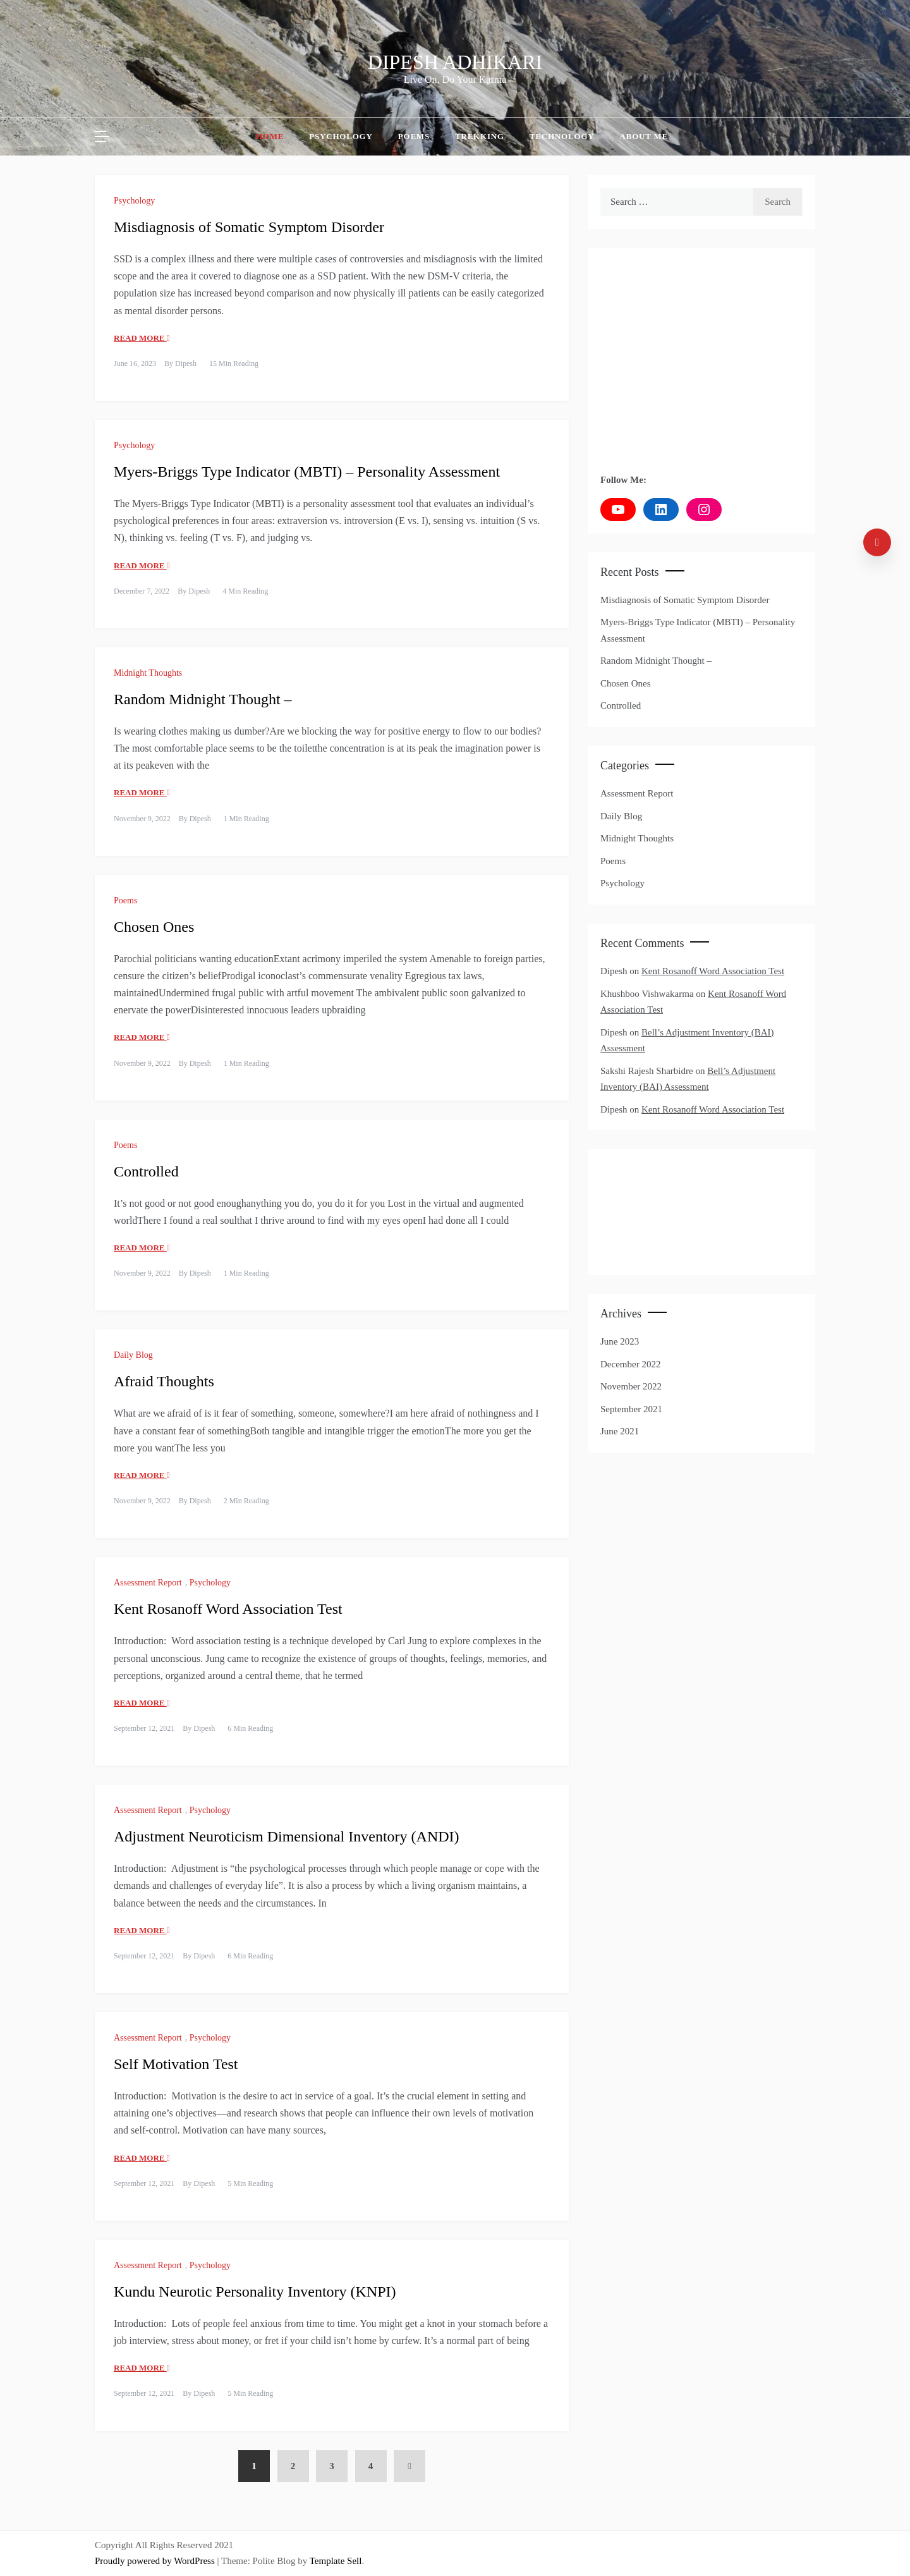 DIPESH ADHIKARI
Live On, Do Your Karma –
HOME PSYCHOLOGY POEMS TREKKING TECHNOLOGY ABOUT ME
Psychology
Misdiagnosis of Somatic Symptom Disorder
SSD is a complex illness and there were multiple cases of controversies and misdiagnosis with the limited
scope and the area it covered to diagnose one as a SSD patient. With the new DSM-V criteria, the
population size has increased beyond comparison and now physically ill patients can be easily categorized
as mental disorder persons.
READ MORE
June 16, 2023 By Dipesh 15 Min Reading
Psychology
Myers-Briggs Type Indicator (MBTI) – Personality Assessment
The Myers-Briggs Type Indicator (MBTI) is a personality assessment tool that evaluates an individual’s
psychological preferences in four areas: extraversion vs. introversion (E vs. I), sensing vs. intuition (S vs.
N), thinking vs. feeling (T vs. F), and judging vs.
READ MORE
December 7, 2022 By Dipesh 4 Min Reading
Midnight Thoughts
Random Midnight Thought –
Is wearing clothes making us dumber?Are we blocking the way for positive energy to flow to our bodies?
The most comfortable place seems to be the toiletthe concentration is at its peak the imagination power is
at its peakeven with the
READ MORE
November 9, 2022 By Dipesh 1 Min Reading
Poems
Chosen Ones
Parochial politicians wanting educationExtant acrimony imperiled the system Amenable to foreign parties,
censure the citizen’s beliefProdigal iconoclast’s commensurate venality Egregious tax laws,
maintainedUndermined frugal public with artful movement The ambivalent public soon galvanized to
enervate the powerDisinterested innocuous leaders upbraiding
READ MORE
November 9, 2022 By Dipesh 1 Min Reading
Poems
Controlled
It’s not good or not good enoughanything you do, you do it for you Lost in the virtual and augmented
worldThere I found a real soulthat I thrive around to find with my eyes openI had done all I could
READ MORE
November 9, 2022 By Dipesh 1 Min Reading
Daily Blog
Afraid Thoughts
What are we afraid of is it fear of something, someone, somewhere?I am here afraid of nothingness and I
have a constant fear of somethingBoth tangible and intangible trigger the emotionThe more you get the
more you wantThe less you
READ MORE
November 9, 2022 By Dipesh 2 Min Reading
Assessment Report . Psychology
Kent Rosanoff Word Association Test
Introduction:  Word association testing is a technique developed by Carl Jung to explore complexes in the
personal unconscious. Jung came to recognize the existence of groups of thoughts, feelings, memories, and
perceptions, organized around a central theme, that he termed
READ MORE
September 12, 2021 By Dipesh 6 Min Reading
Assessment Report . Psychology
Adjustment Neuroticism Dimensional Inventory (ANDI)
Introduction:  Adjustment is “the psychological processes through which people manage or cope with the
demands and challenges of everyday life”. It is also a process by which a living organism maintains, a
balance between the needs and the circumstances. In
READ MORE
September 12, 2021 By Dipesh 6 Min Reading
Assessment Report . Psychology
Self Motivation Test
Introduction:  Motivation is the desire to act in service of a goal. It’s the crucial element in setting and
attaining one’s objectives—and research shows that people can influence their own levels of motivation
and self-control. Motivation can have many sources,
READ MORE
September 12, 2021 By Dipesh 5 Min Reading
Assessment Report . Psychology
Kundu Neurotic Personality Inventory (KNPI)
Introduction:  Lots of people feel anxious from time to time. You might get a knot in your stomach before a
job interview, stress about money, or fret if your child isn’t home by curfew. It’s a normal part of being
READ MORE
September 12, 2021 By Dipesh 5 Min Reading
1 2 3 4
Search … Search
Follow Me:
Recent Posts
Misdiagnosis of Somatic Symptom Disorder
Myers-Briggs Type Indicator (MBTI) – Personality
Assessment
Random Midnight Thought –
Chosen Ones
Controlled
Categories
Assessment Report
Daily Blog
Midnight Thoughts
Poems
Psychology
Recent Comments
Dipesh on Kent Rosanoff Word Association Test
Khushboo Vishwakarma on Kent Rosanoff Word
Association Test
Dipesh on Bell’s Adjustment Inventory (BAI)
Assessment
Sakshi Rajesh Sharbidre on Bell’s Adjustment
Inventory (BAI) Assessment
Dipesh on Kent Rosanoff Word Association Test
Archives
June 2023
December 2022
November 2022
September 2021
June 2021
Copyright All Rights Reserved 2021
Proudly powered by WordPress | Theme: Polite Blog by Template Sell.